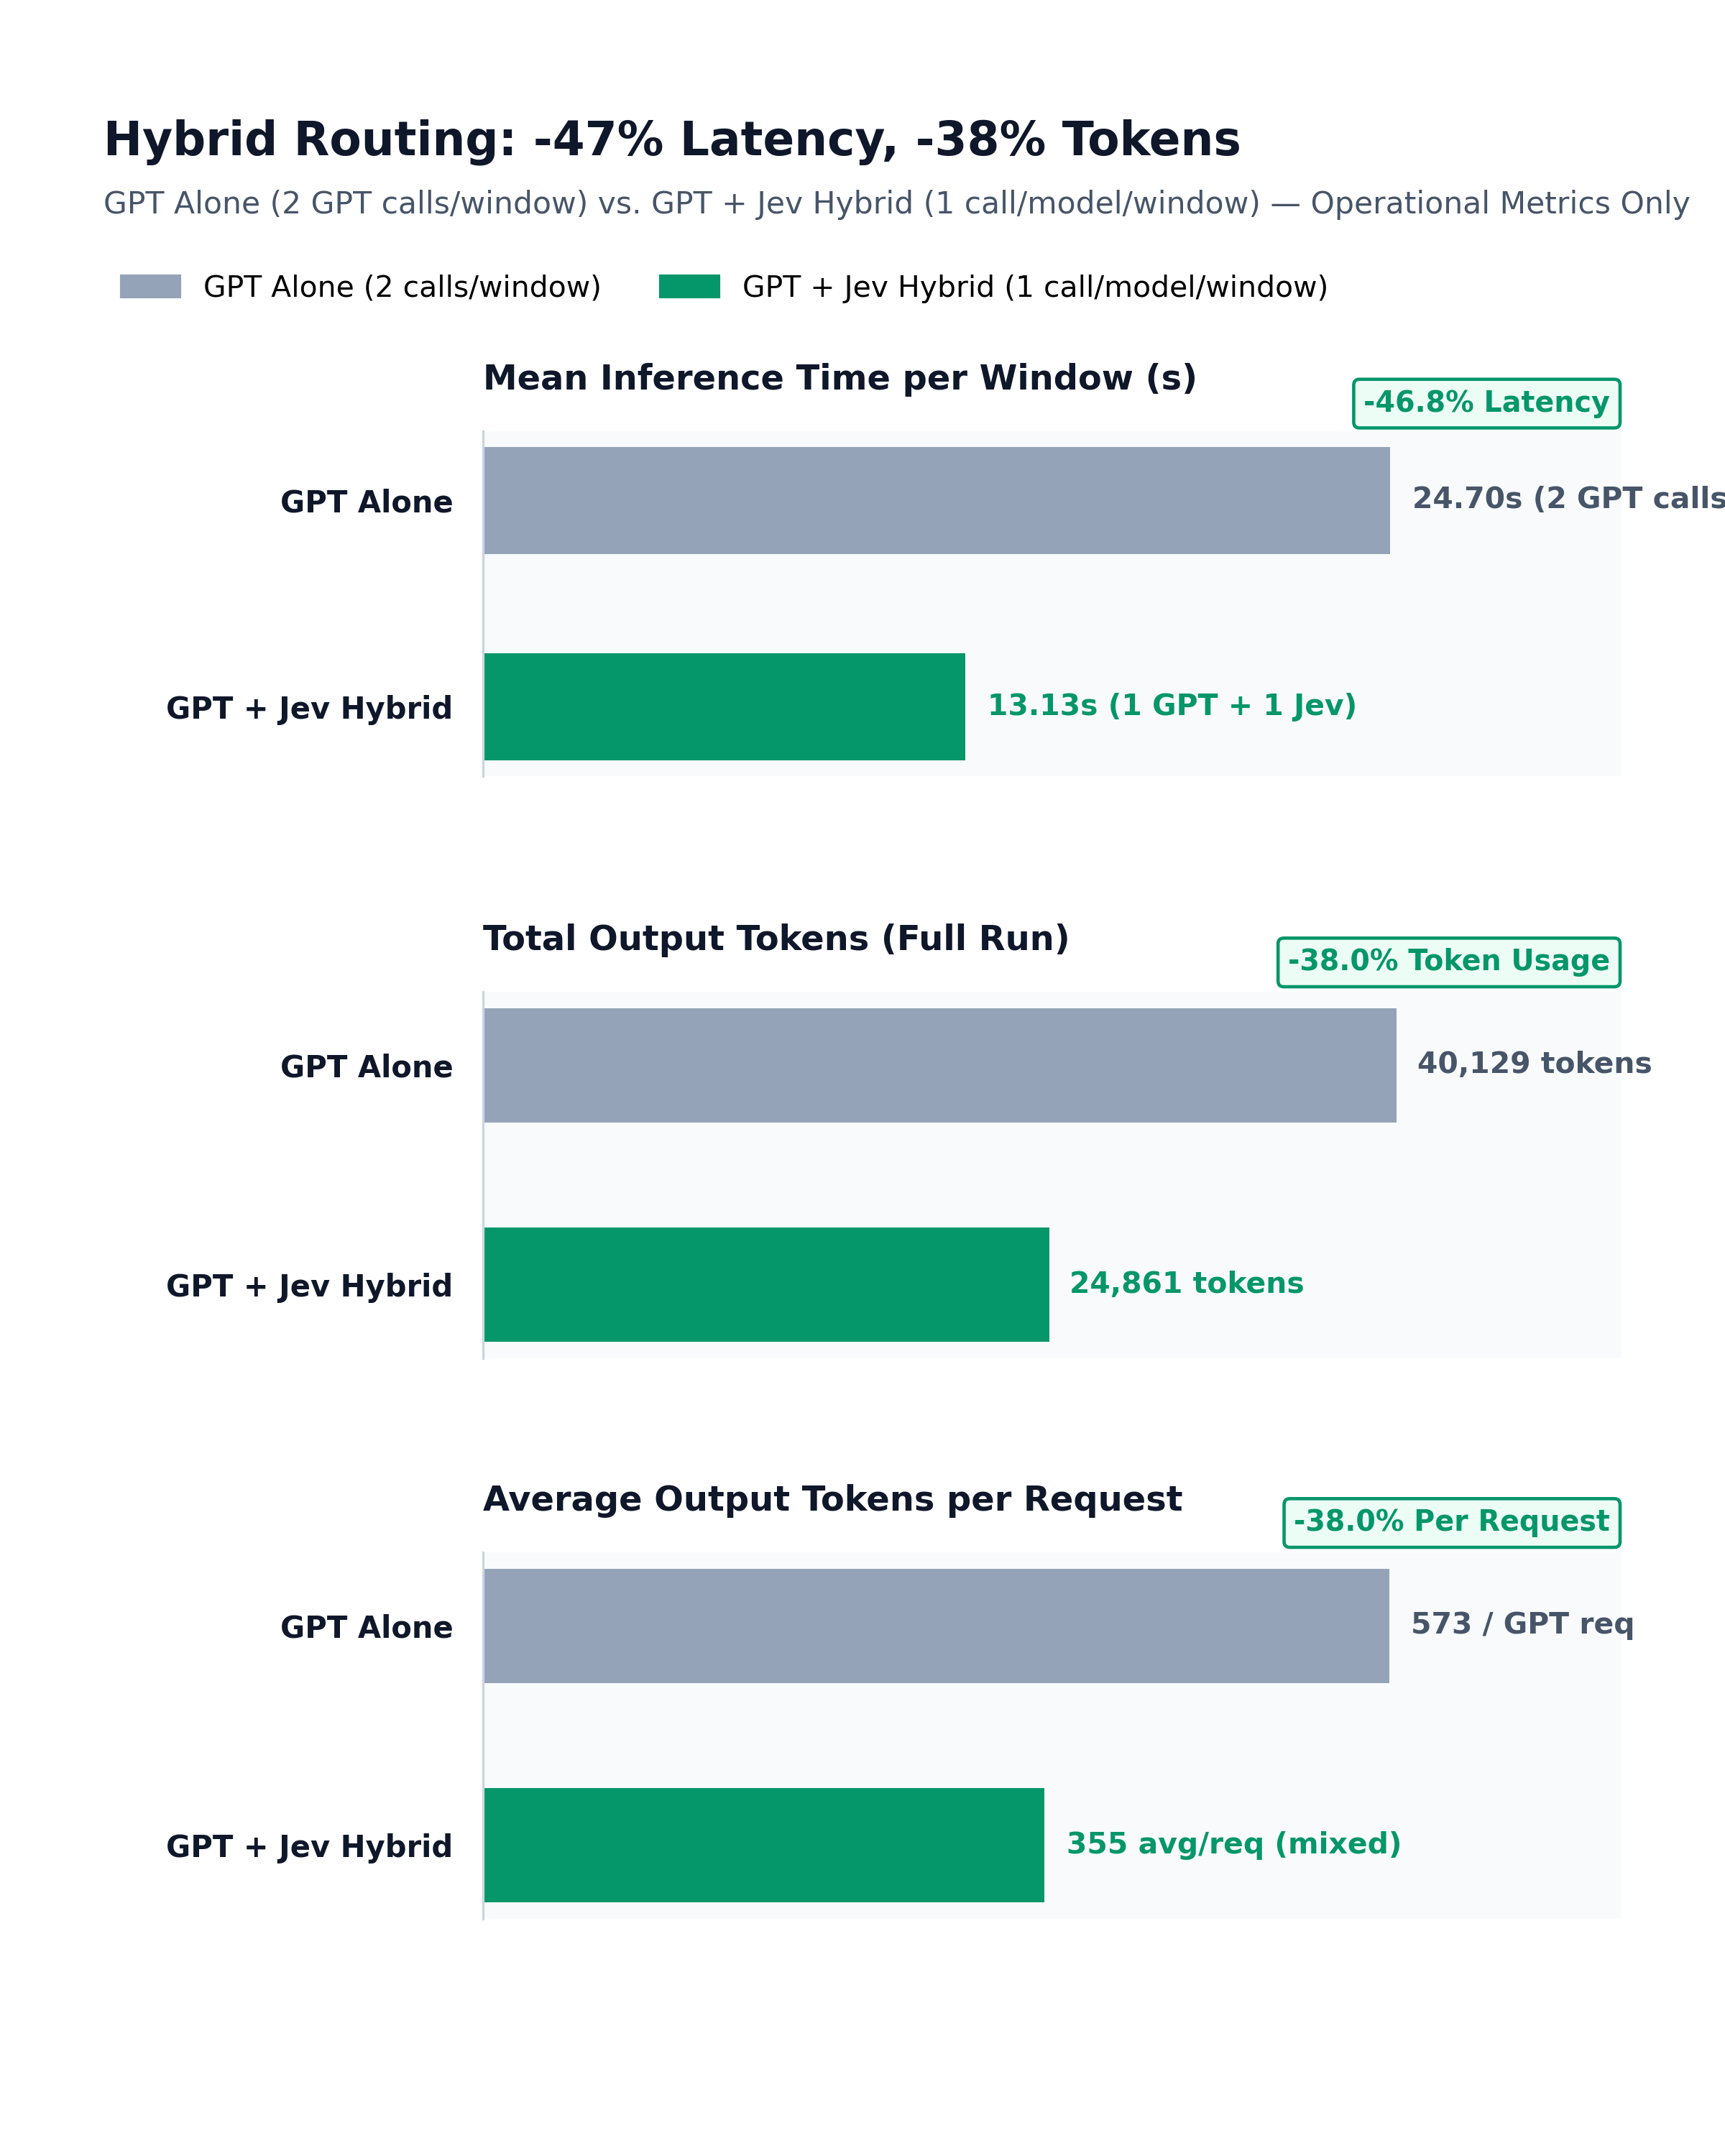 Hybrid Routing: -47% Latency, -38% Tokens
GPT Alone (2 GPT calls/window) vs. GPT + Jev Hybrid (1 call/model/window) — Operational Metrics Only
GPT Alone (2 calls/window)
GPT + Jev Hybrid (1 call/model/window)
Mean Inference Time per Window (s)
-46.8% Latency
GPT Alone
24.70s (2 GPT calls
GPT + Jev Hybrid
13.13s (1 GPT + 1 Jev)
Total Output Tokens (Full Run)
-38.0% Token Usage
GPT Alone
40,129 tokens
GPT + Jev Hybrid
24,861 tokens
Average Output Tokens per Request
-38.0% Per Request
GPT Alone
573 / GPT req
GPT + Jev Hybrid
355 avg/req (mixed)